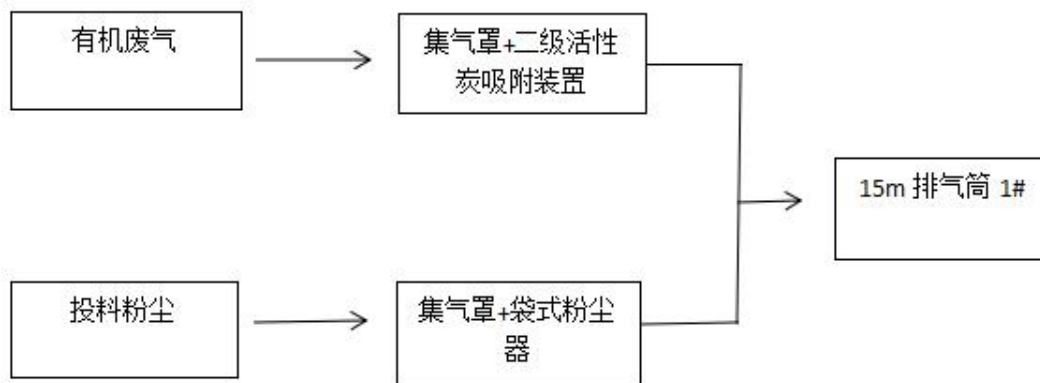 有机废气
集气罩+二级活性
炭吸附装置
15m 排气筒 1#
投料粉尘
集气罩+袋式粉尘
器